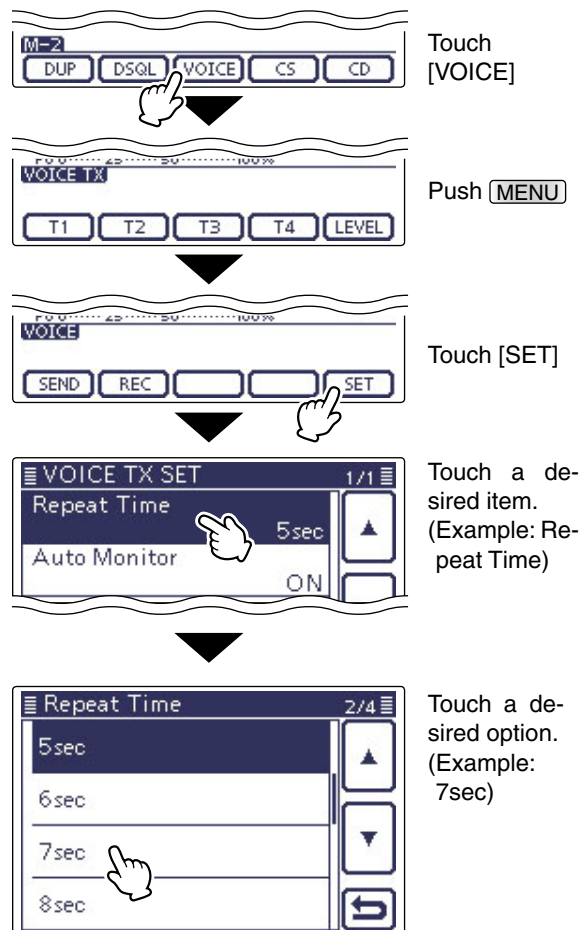 M-2
DUP DSQL VOICE CS CD
Touch
[VOICE]
VOICE TX
T1 T2 T3 T4 LEVEL
Push MENU
VOICE
SEND REC SET
Touch [SET]
VOICE TX SET 1/1
Repeat Time
5sec
Auto Monitor
ON
Touch a de-
sired item.
(Example: Re-
peat Time)
Repeat Time 2/4
5sec
6sec
7sec
8sec
Touch a de-
sired option.
(Example:
7sec)